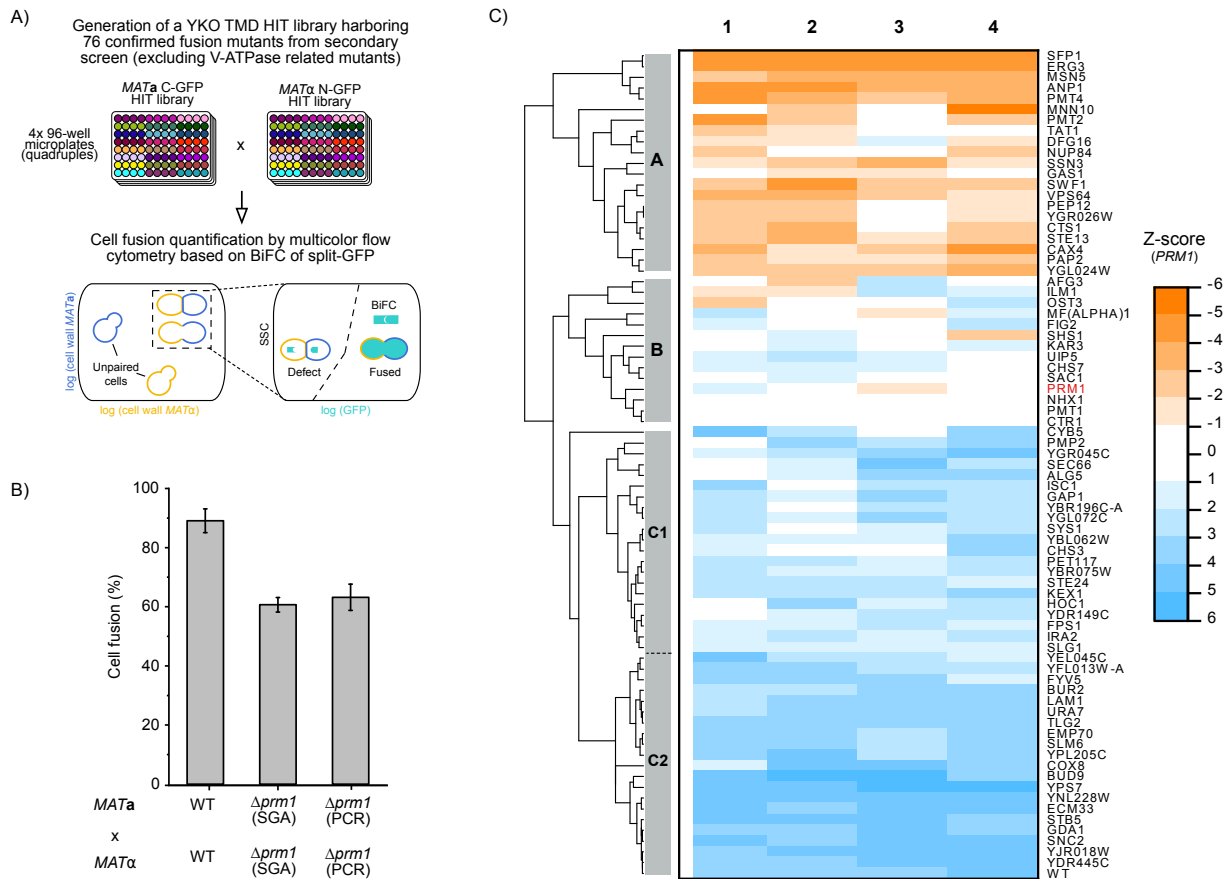 A)
Generation of a YKO TMD HIT library harboring
76 confirmed fusion mutants from secondary
screen (excluding V-ATPase related mutants)
MATa C-GFP
HIT library
MATα N-GFP
HIT library
4x 96-well
microplates
(quadruples)
x
Cell fusion quantification by multicolor flow
cytometry based on BiFC of split-GFP
log (cell wall MATa)
Unpaired
cells
log (cell wall MATα)
SSC
BiFC
Defect
Fused
log (GFP)
B)
Cell fusion (%)
100
80
60
40
20
0
MATa WT Δprm1 Δprm1
(SGA) (PCR)
x
MATα WT Δprm1 Δprm1
(SGA) (PCR)
C)
1 2 3 4
A
B
C1
C2
SFP1
ERG3
MSN5
ANP1
PMT4
MNN10
PMT2
TAT1
DFG16
NUP84
SSN3
GAS1
SWF1
VPS64
PEP12
YGR026W
CTS1
STE13
CAX4
PAP2
YGL024W
AFG3
ILM1
OST3
MF(ALPHA)1
FIG2
SHS1
KAR3
UIP5
CHS7
SAC1
PRM1
NHX1
PMT1
CTR1
CYB5
PMP2
YGR045C
SEC66
ALG5
ISC1
GAP1
YBR196C-A
YGL072C
SYS1
YBL062W
CHS3
PET117
YBR075W
STE24
KEX1
HOC1
YDR149C
FPS1
IRA2
SLG1
YEL045C
YFL013W-A
FYV5
BUR2
LAM1
URA7
TLG2
EMP70
SLM6
YPL205C
COX8
BUD9
YPS7
YNL228W
ECM33
STB5
GDA1
SNC2
YJR018W
YDR445C
WT
Z-score
(PRM1)
-6
-5
-4
-3
-2
-1
0
1
2
3
4
5
6